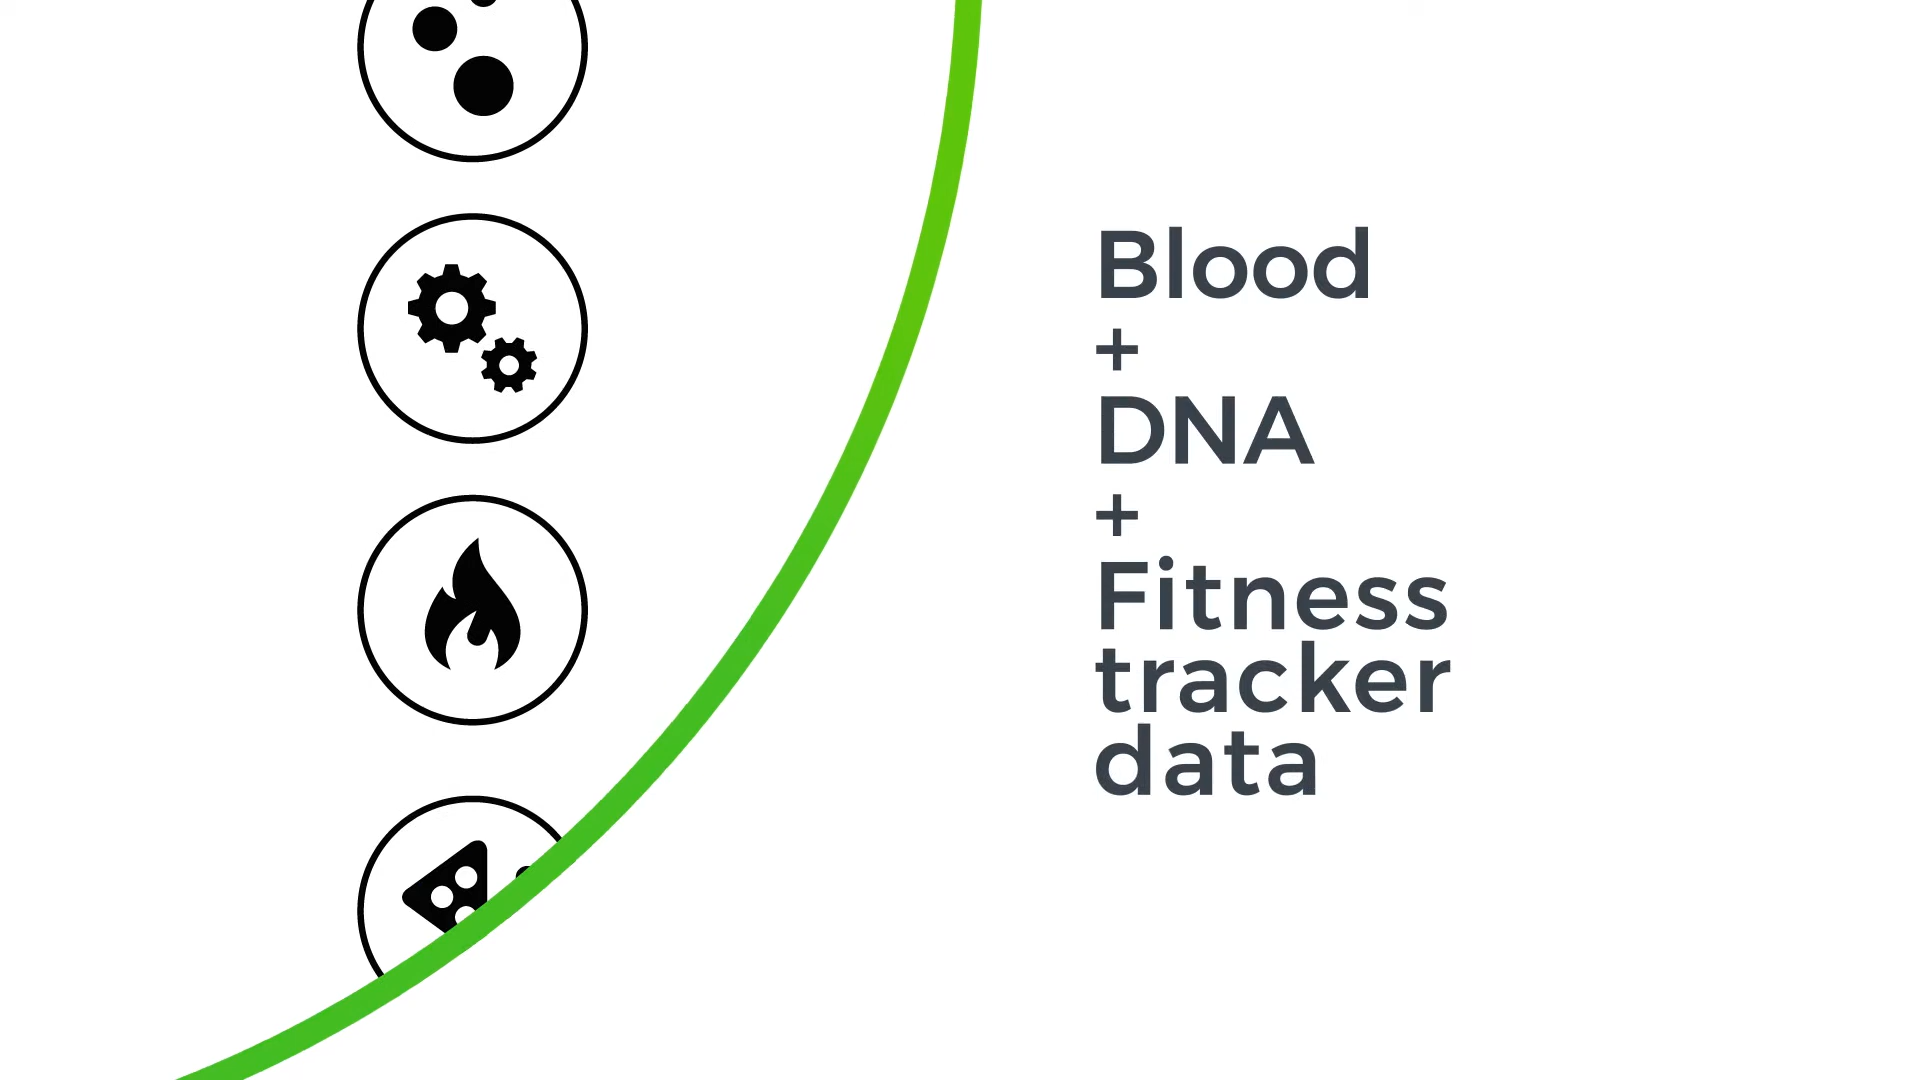 Blood
+
DNA
+
Fitness
tracker
data